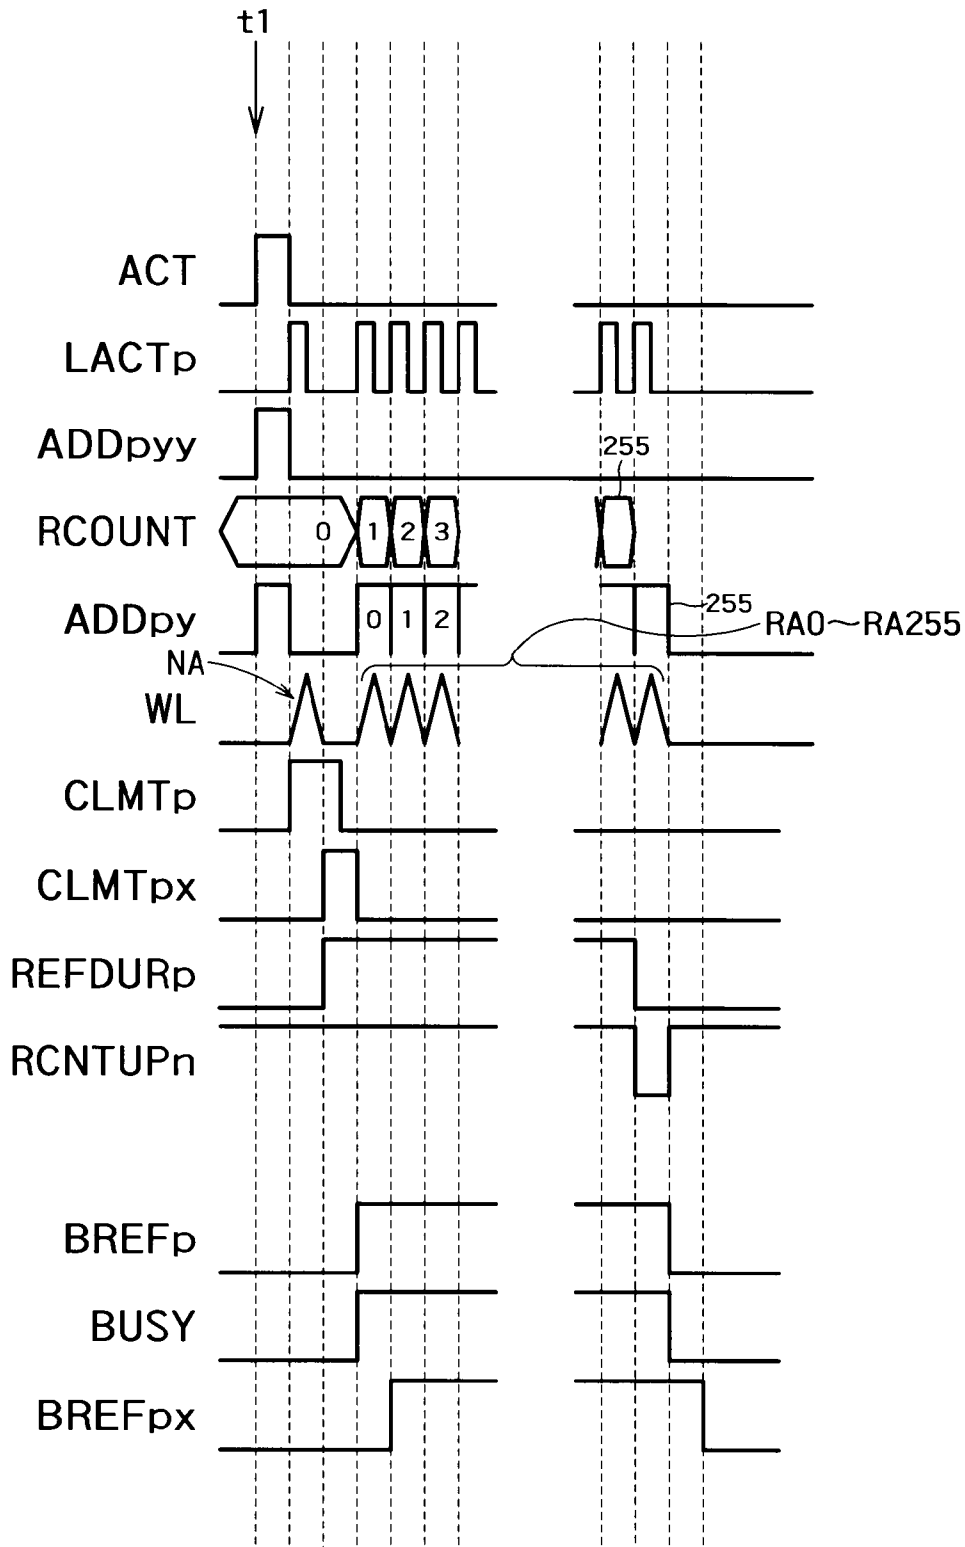 t1
ACT
LACTp
ADDpyy
255
RCOUNT 0 1 2 3
ADDpy 0 1 2 255
RA0～RA255
NA
WL
CLMTp
CLMTpx
REFDURp
RCNTUPn
BREFp
BUSY
BREFpx